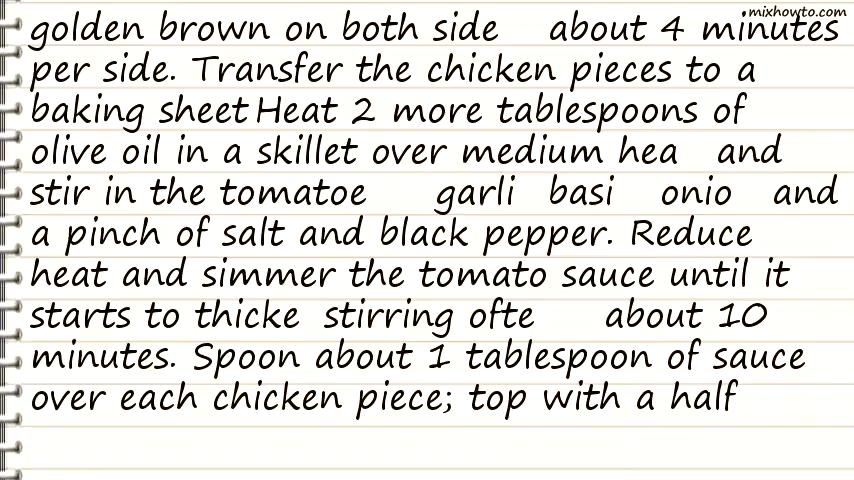 mixhowto.com
golden brown on both side about 4 minutes
per side. Transfer the chicken pieces to a
baking sheet Heat 2 more tablespoons of
olive oil in a skillet over medium hea and
stir in the tomatoe garli basi onio and
a pinch of salt and black pepper. Reduce
heat and simmer the tomato sauce until it
starts to thicke stirring ofte about 10
minutes. Spoon about 1 tablespoon of sauce
over each chicken piece; top with a half